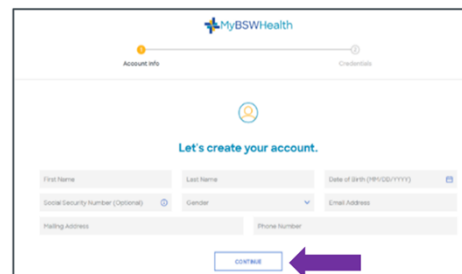 MyBSWHealth
1 2
Account Info Credentials
Let's create your account.
First Name Last Name Date of Birth (MM/DD/YYYY)
Social Security Number (Optional) Gender Email Address
Mailing Address Phone Number
CONTINUE